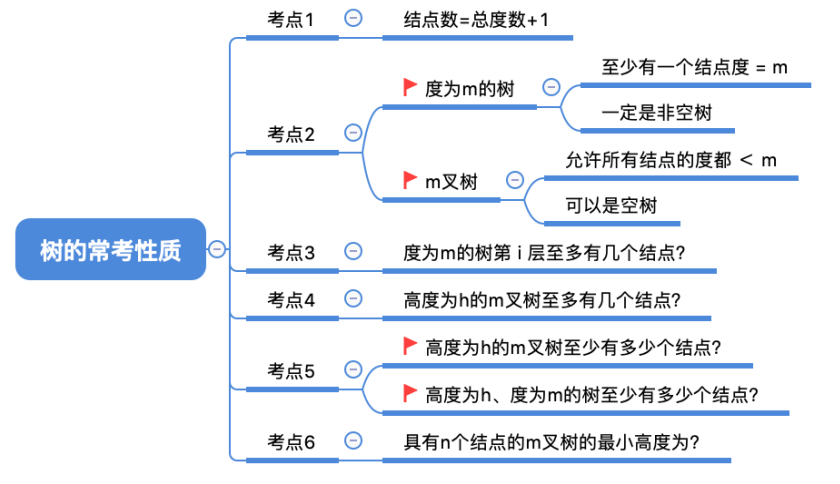 树的常考性质
考点1
结点数=总度数+1
考点2
度为m的树
至少有一个结点度 = m
一定是非空树
m叉树
允许所有结点的度都 < m
可以是空树
考点3
度为m的树第 i 层至多有几个结点?
考点4
高度为h的m叉树至多有几个结点?
考点5
高度为h的m叉树至少有多少个结点?
高度为h、度为m的树至少有多少个结点?
考点6
具有n个结点的m叉树的最小高度为?